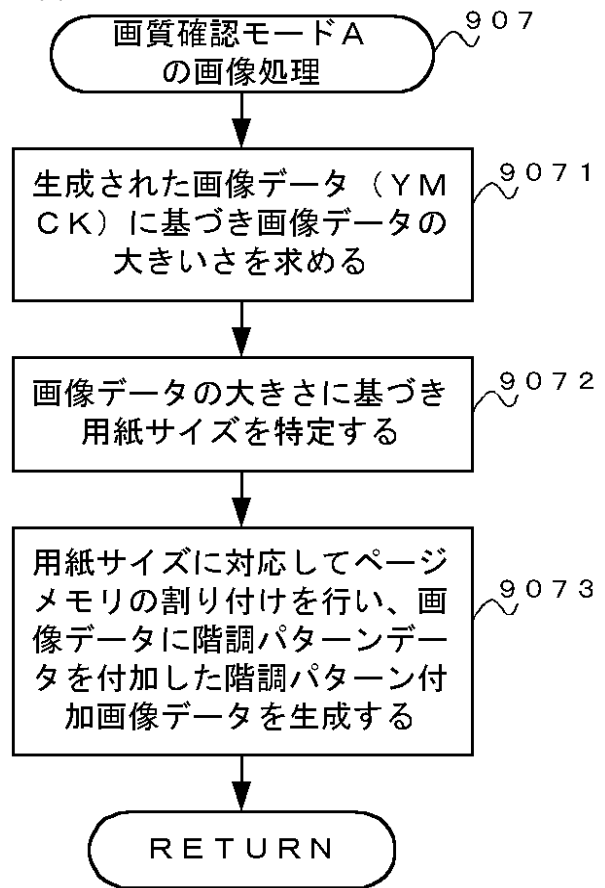 画質確認モードA
の画像処理
907
生成された画像データ（YM
CK）に基づき画像データの
大きいさを求める
9071
画像データの大きさに基づき
用紙サイズを特定する
9072
用紙サイズに対応してページ
メモリの割り付けを行い、画
像データに階調パターンデー
タを付加した階調パターン付
加画像データを生成する
9073
RETURN